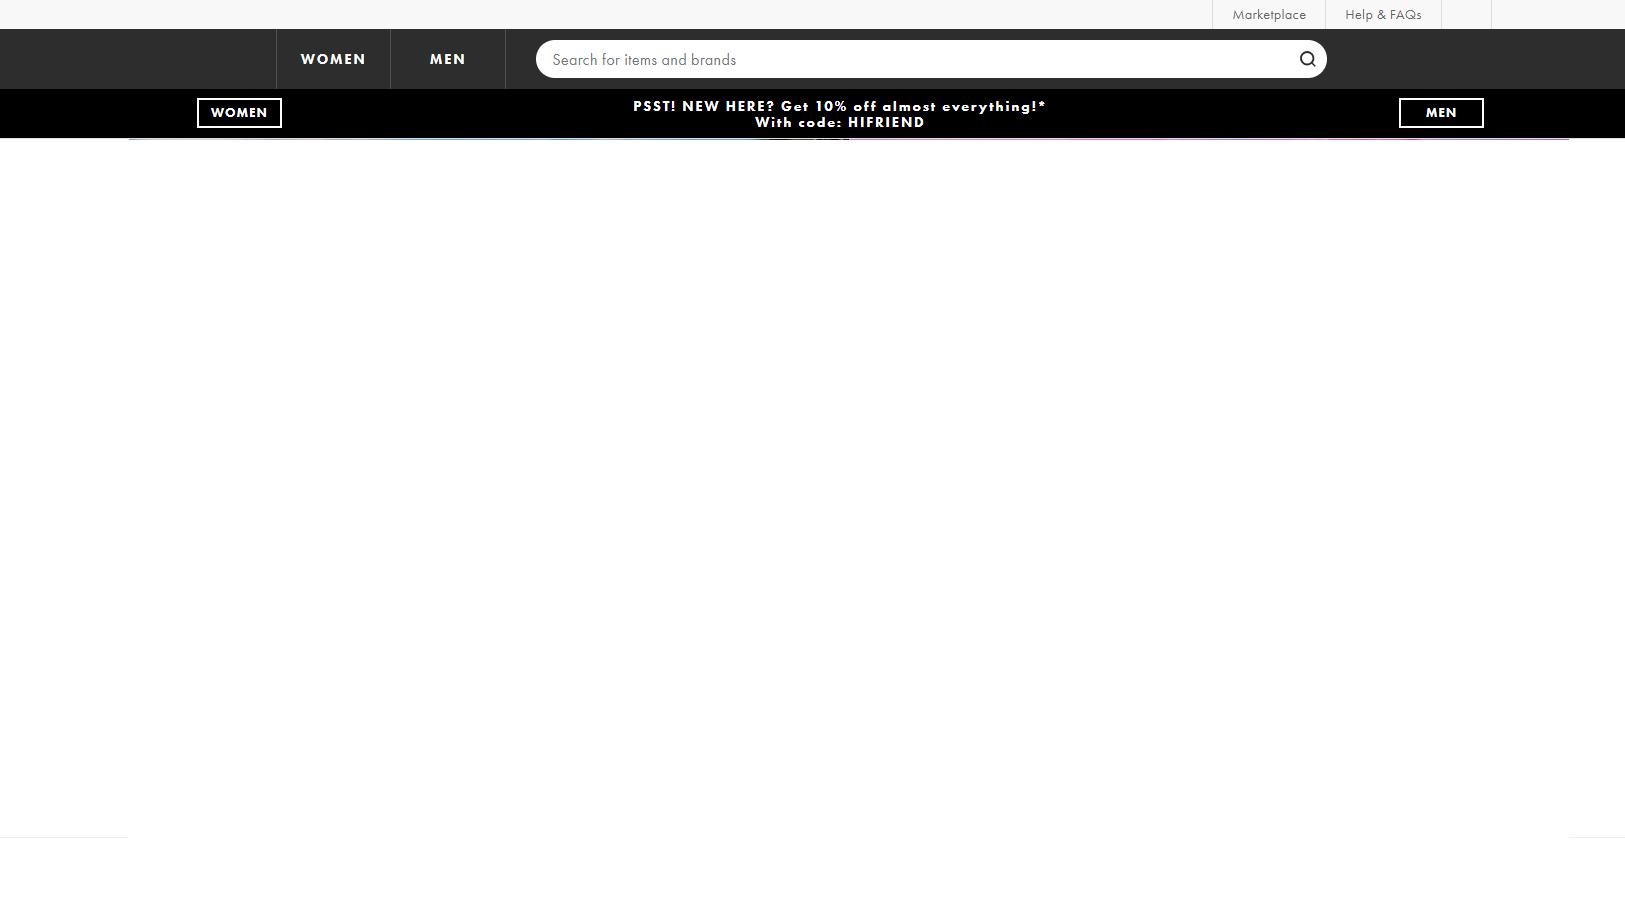 Marketplace
Help & FAQs
WOMEN
MEN
Search for items and brands
WOMEN
PSST! NEW HERE? Get 10% off almost everything!*
With code: HIFRIEND
MEN